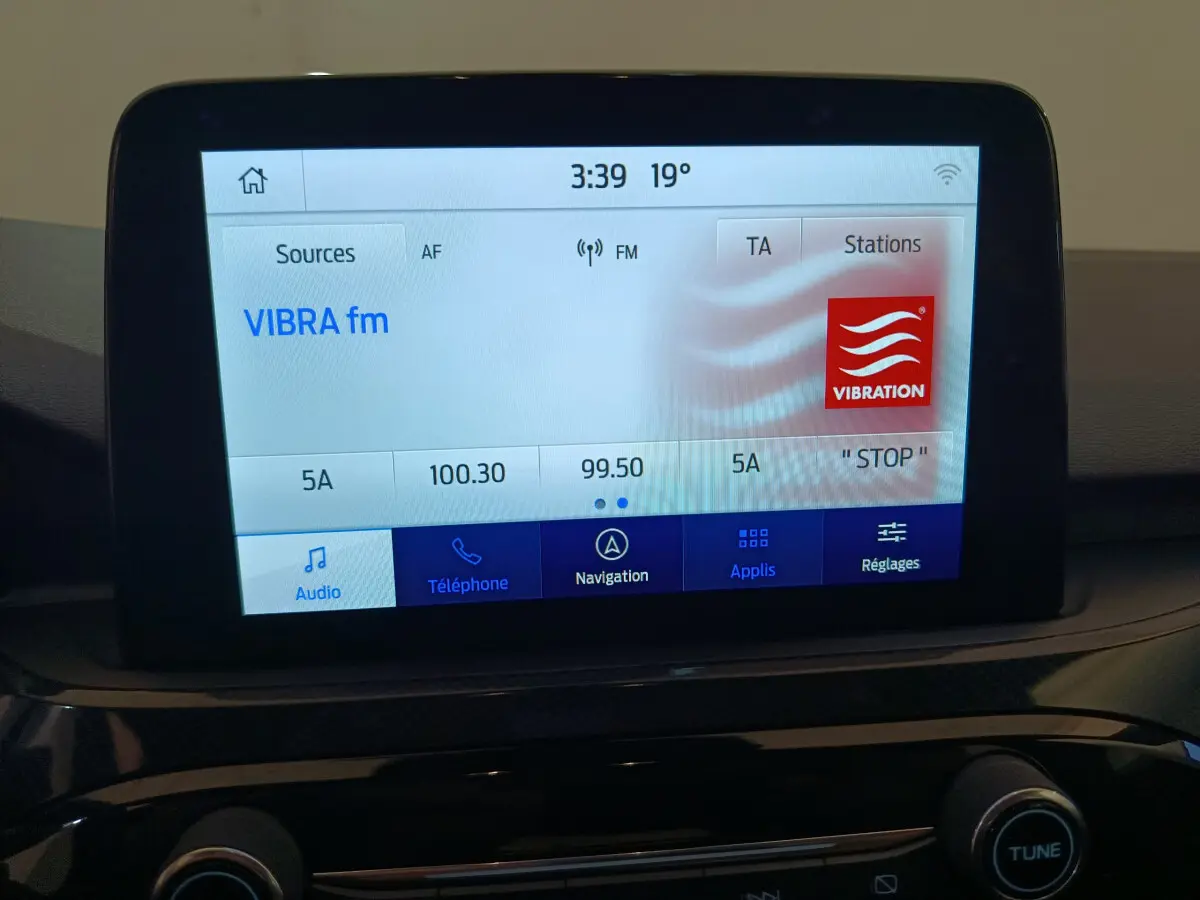 3:39 19°
Sources AF FM TA Stations
VIBRA fm
®
VIBRATION
5A 100.30 99.50 5A "STOP"
Audio Téléphone Navigation Applis Réglages
TUNE